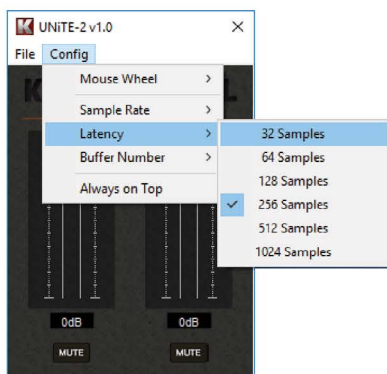 K UNiTE-2 v1.0
File Config
Mouse Wheel
Sample Rate
Latency
Buffer Number
Always on Top
32 Samples
64 Samples
128 Samples
256 Samples
512 Samples
1024 Samples
0dB 0dB
MUTE MUTE